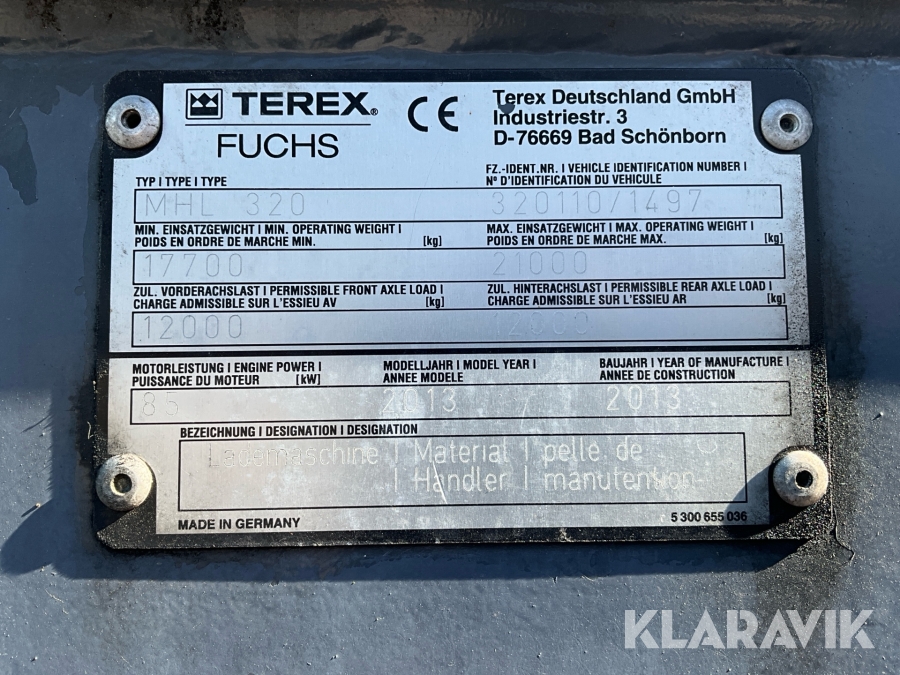 TEREX®
FUCHS
CE
Terex Deutschland GmbH
Industriestr. 3
D-76669 Bad Schönborn
TYP I TYPE I TYPE
MHL 320
FZ.-IDENT.NR. I VEHICLE IDENTIFICATION NUMBER I
N° D'IDENTIFICATION DU VEHICULE
320110/1497
MIN. EINSATZGEWICHT I MIN. OPERATING WEIGHT I
POIDS EN ORDRE DE MARCHE MIN. [kg]
17700
MAX. EINSATZGEWICHT I MAX. OPERATING WEIGHT I
POIDS EN ORDRE DE MARCHE MAX. [kg]
21000
ZUL. VORDERACHSLAST I PERMISSIBLE FRONT AXLE LOAD I
CHARGE ADMISSIBLE SUR L'ESSIEU AV [kg]
12000
ZUL. HINTERACHSLAST I PERMISSIBLE REAR AXLE LOAD I
CHARGE ADMISSIBLE SUR L'ESSIEU AR [kg]
12000
MOTORLEISTUNG I ENGINE POWER I
PUISSANCE DU MOTEUR [kW]
85
MODELLJAHR I MODEL YEAR I
ANNEE MODELE
2013
BAUJAHR I YEAR OF MANUFACTURE I
ANNEE DE CONSTRUCTION
2013
BEZEICHNUNG I DESIGNATION I DESIGNATION
Lademaschine | Material | pelle de
| Handler | manutention
MADE IN GERMANY
5 300 655 036
KLARAVIK